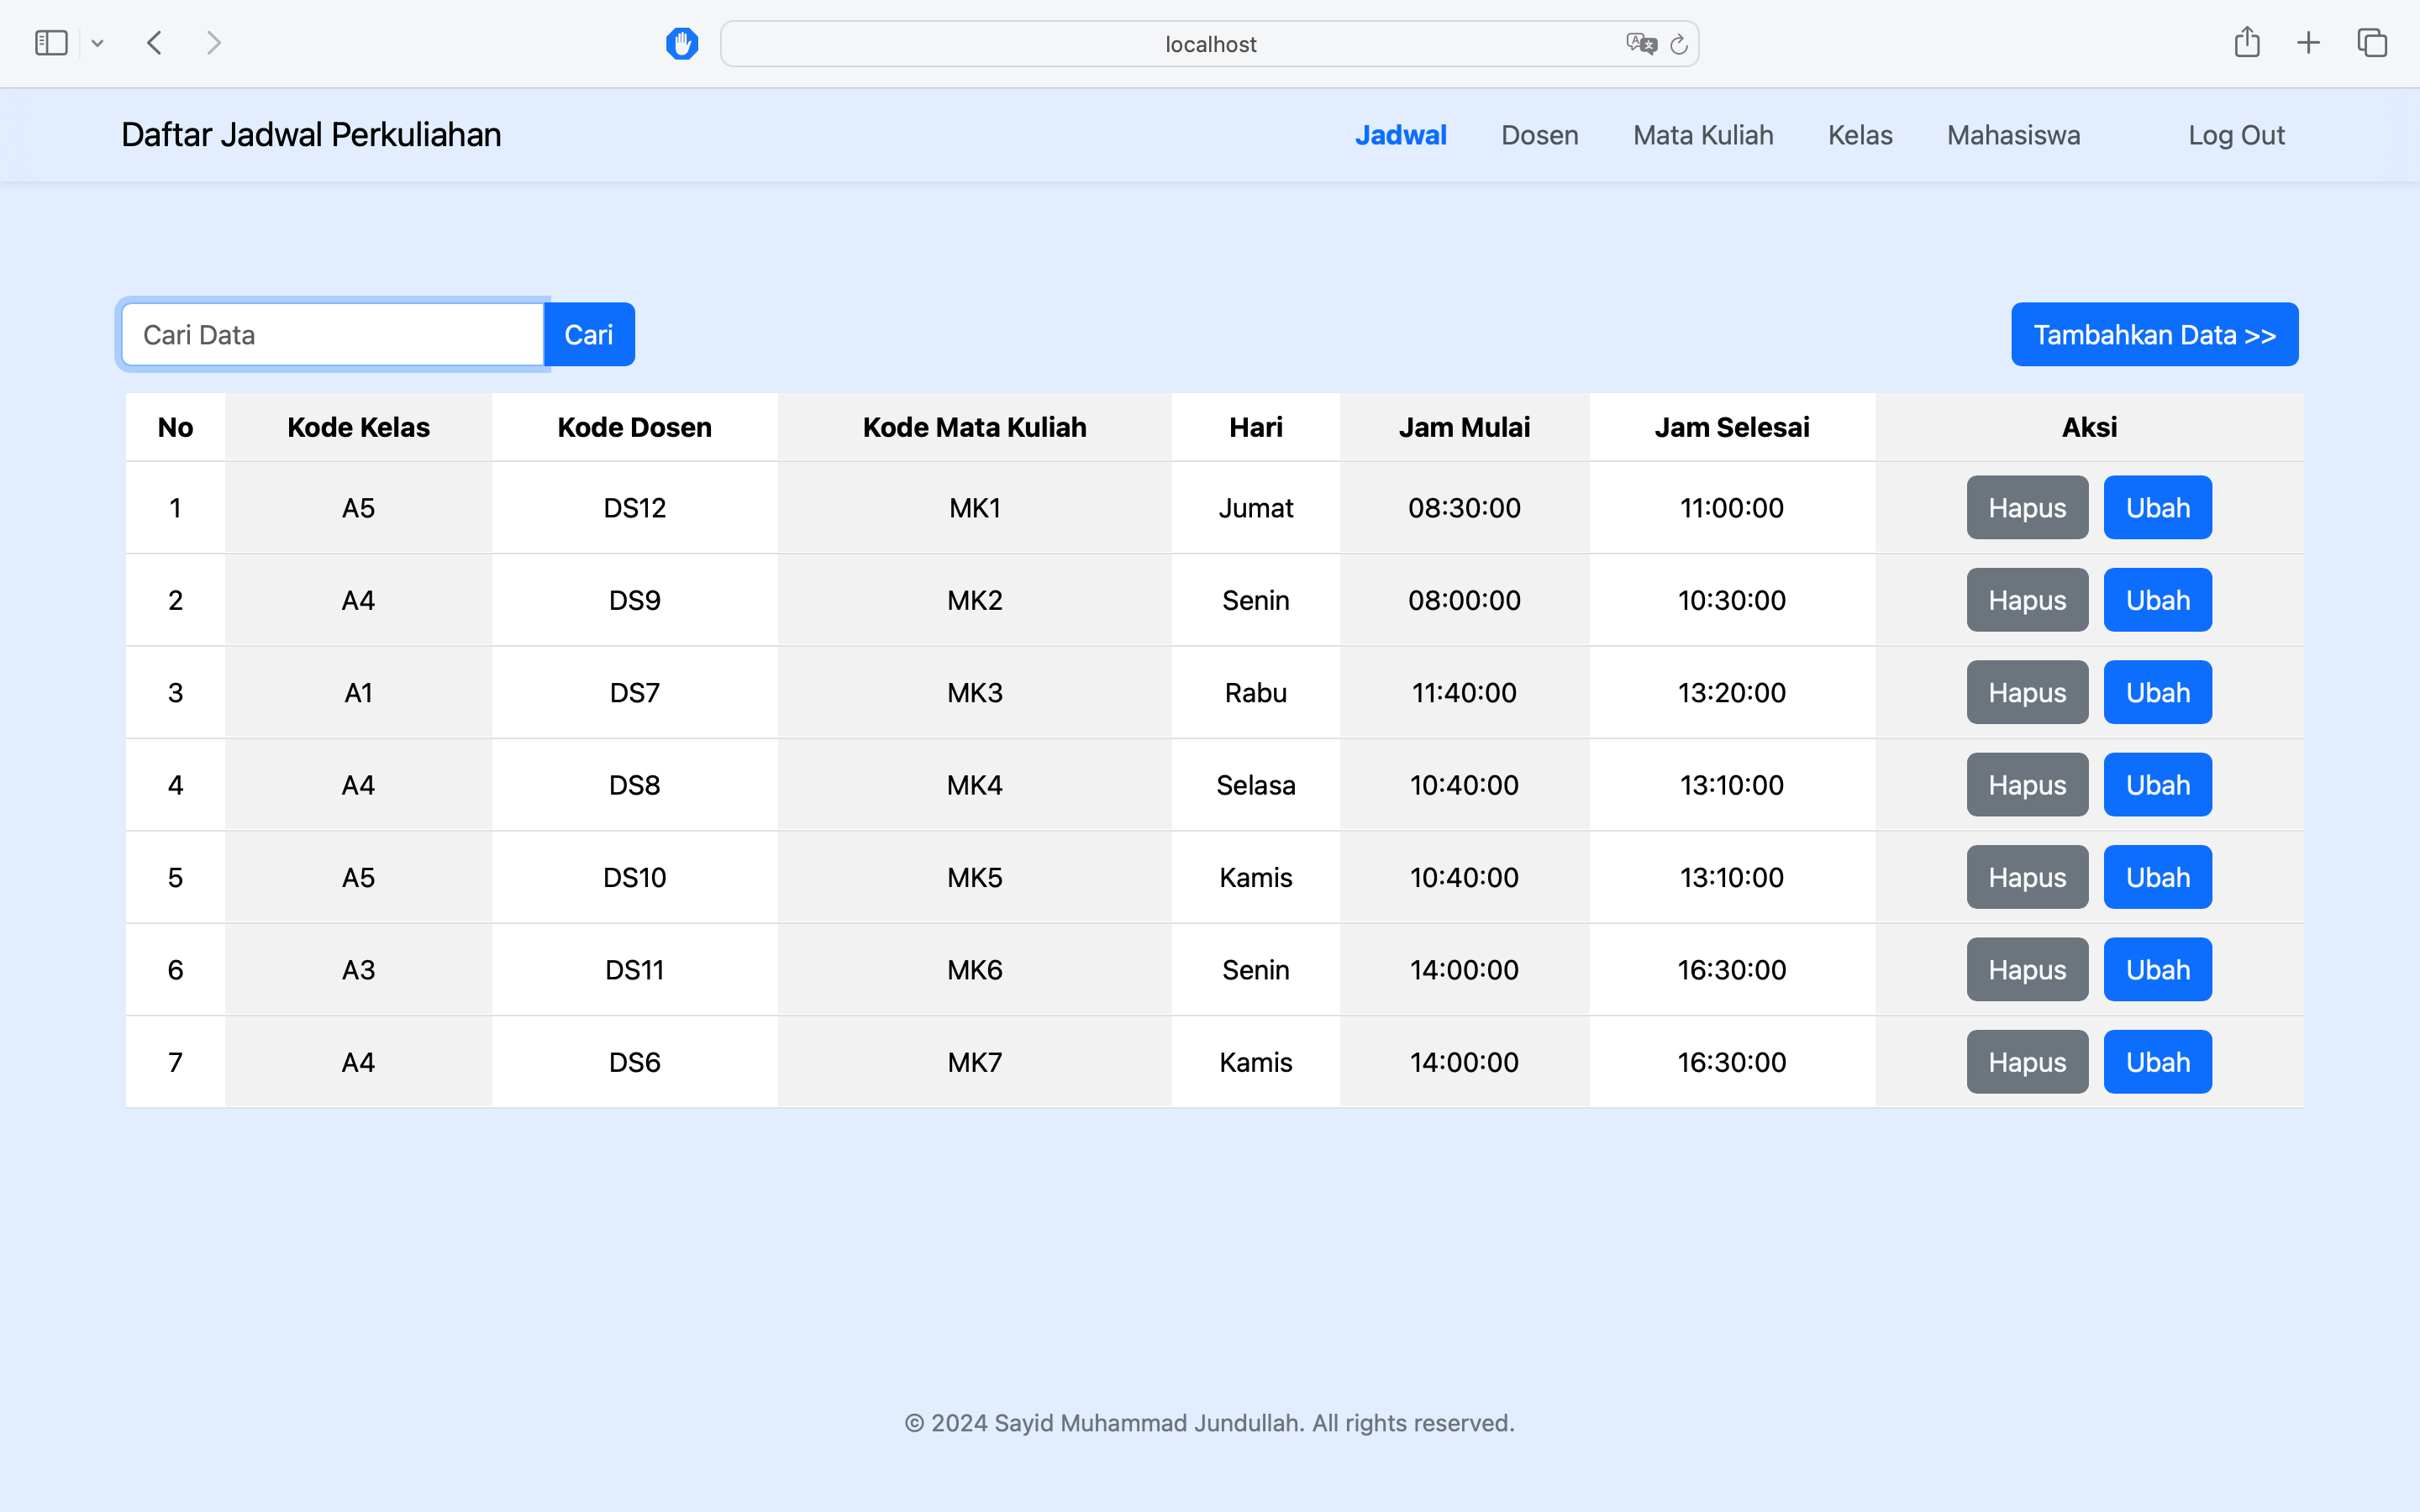 localhost
Daftar Jadwal Perkuliahan Jadwal Dosen Mata Kuliah Kelas Mahasiswa Log Out
Cari Data Cari Tambahkan Data >>
No Kode Kelas Kode Dosen Kode Mata Kuliah Hari Jam Mulai Jam Selesai Aksi
1 A5 DS12 MK1 Jumat 08:30:00 11:00:00 Hapus Ubah
2 A4 DS9 MK2 Senin 08:00:00 10:30:00 Hapus Ubah
3 A1 DS7 MK3 Rabu 11:40:00 13:20:00 Hapus Ubah
4 A4 DS8 MK4 Selasa 10:40:00 13:10:00 Hapus Ubah
5 A5 DS10 MK5 Kamis 10:40:00 13:10:00 Hapus Ubah
6 A3 DS11 MK6 Senin 14:00:00 16:30:00 Hapus Ubah
7 A4 DS6 MK7 Kamis 14:00:00 16:30:00 Hapus Ubah
© 2024 Sayid Muhammad Jundullah. All rights reserved.